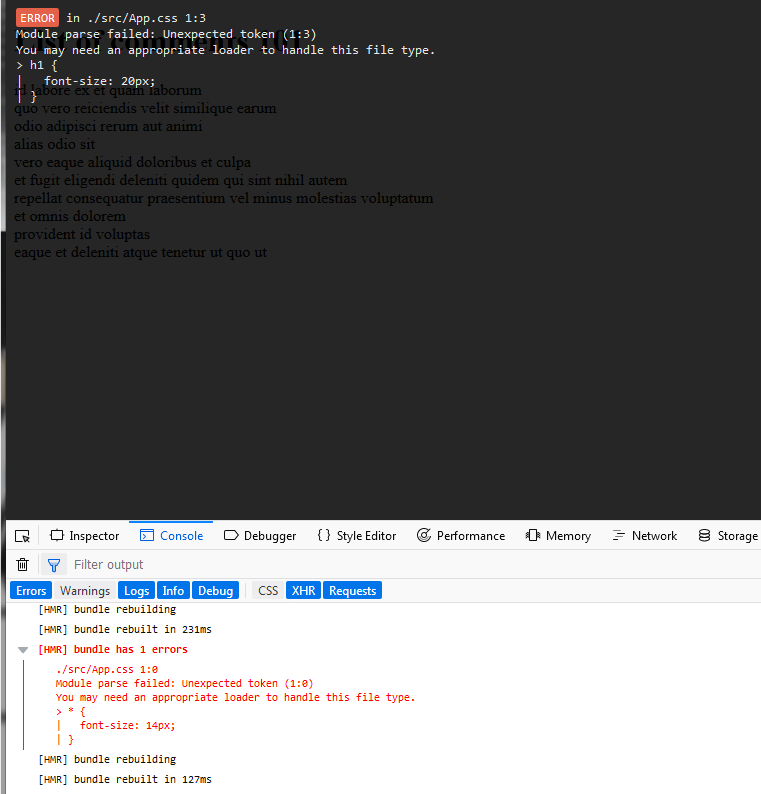 ERROR in ./src/App.css 1:3
Module parse failed: Unexpected token (1:3)
List of comments 101
You may need an appropriate loader to handle this file type.
> h1 {
|   font-size: 20px;
id labore ex et quam laborum
| }
quo vero reiciendis velit similique earum
odio adipisci rerum aut animi
alias odio sit
vero eaque aliquid doloribus et culpa
et fugit eligendi deleniti quidem qui sint nihil autem
repellat consequatur praesentium vel minus molestias voluptatum
et omnis dolorem
provident id voluptas
eaque et deleniti atque tenetur ut quo ut
Inspector Console Debugger Style Editor Performance Memory Network Storage
Filter output
Errors Warnings Logs Info Debug CSS XHR Requests
[HMR] bundle rebuilding
[HMR] bundle rebuilt in 231ms
[HMR] bundle has 1 errors
./src/App.css 1:0
Module parse failed: Unexpected token (1:0)
You may need an appropriate loader to handle this file type.
> * {
|   font-size: 14px;
| }
[HMR] bundle rebuilding
[HMR] bundle rebuilt in 127ms